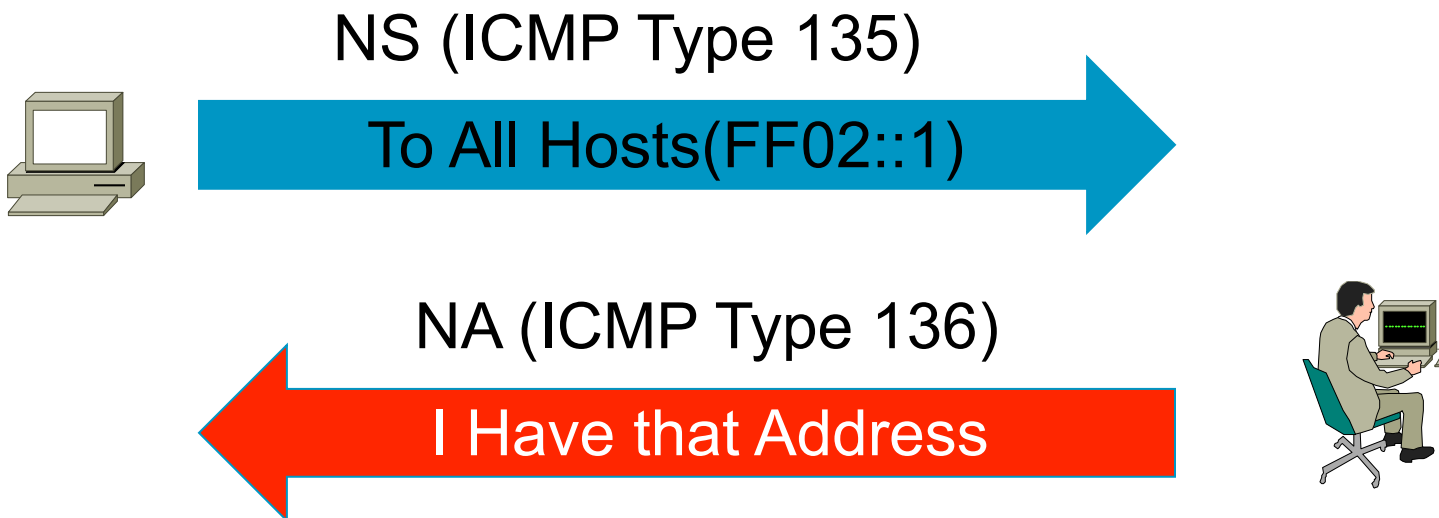 NS (ICMP Type 135)
To All Hosts(FF02::1)
NA (ICMP Type 136)
I Have that Address